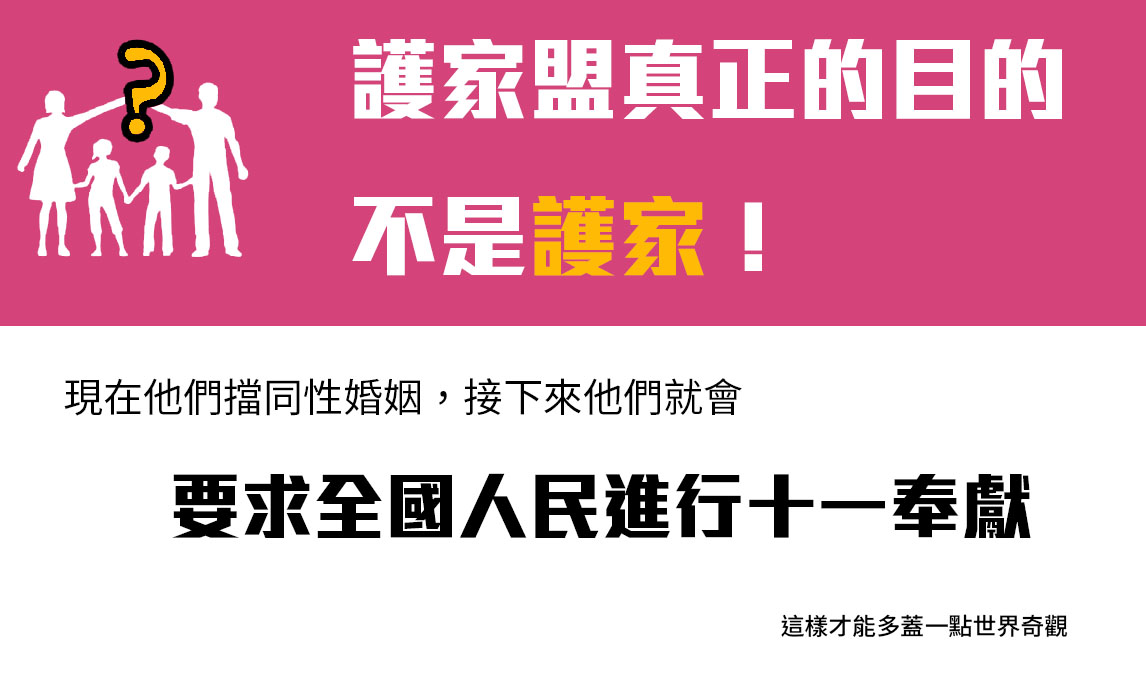 護家盟真正的目的
不是護家！
現在他們擋同性婚姻，接下來他們就會
要求全國人民進行十一奉獻
這樣才能多蓋一點世界奇觀